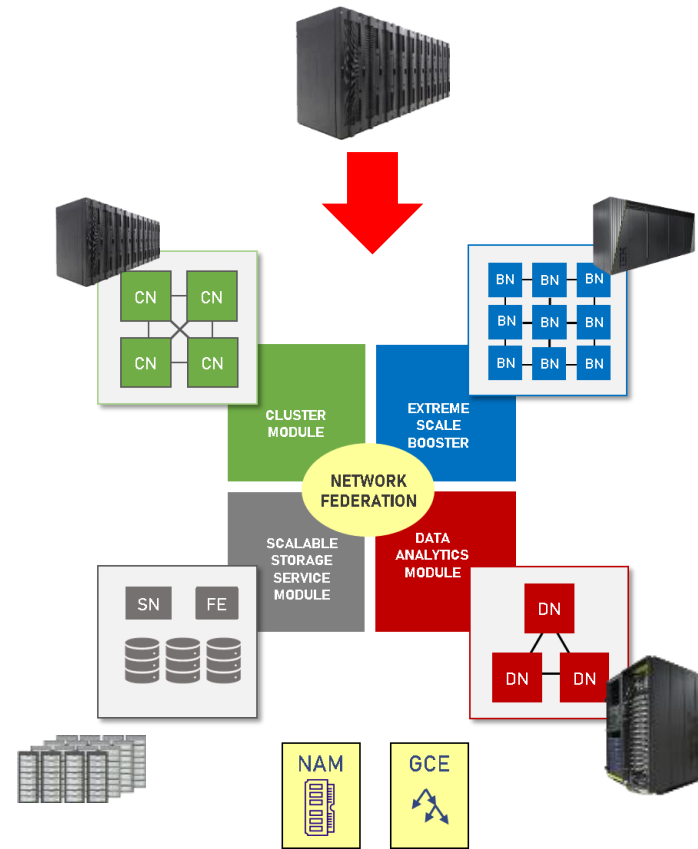 CN CN
CN CN
BN BN BN
BN BN BN
BN BN BN
CLUSTER
MODULE
EXTREME
SCALE
BOOSTER
NETWORK
FEDERATION
SCALABLE
STORAGE
SERVICE
MODULE
DATA
ANALYTICS
MODULE
SN FE
DN
DN DN
NAM
GCE